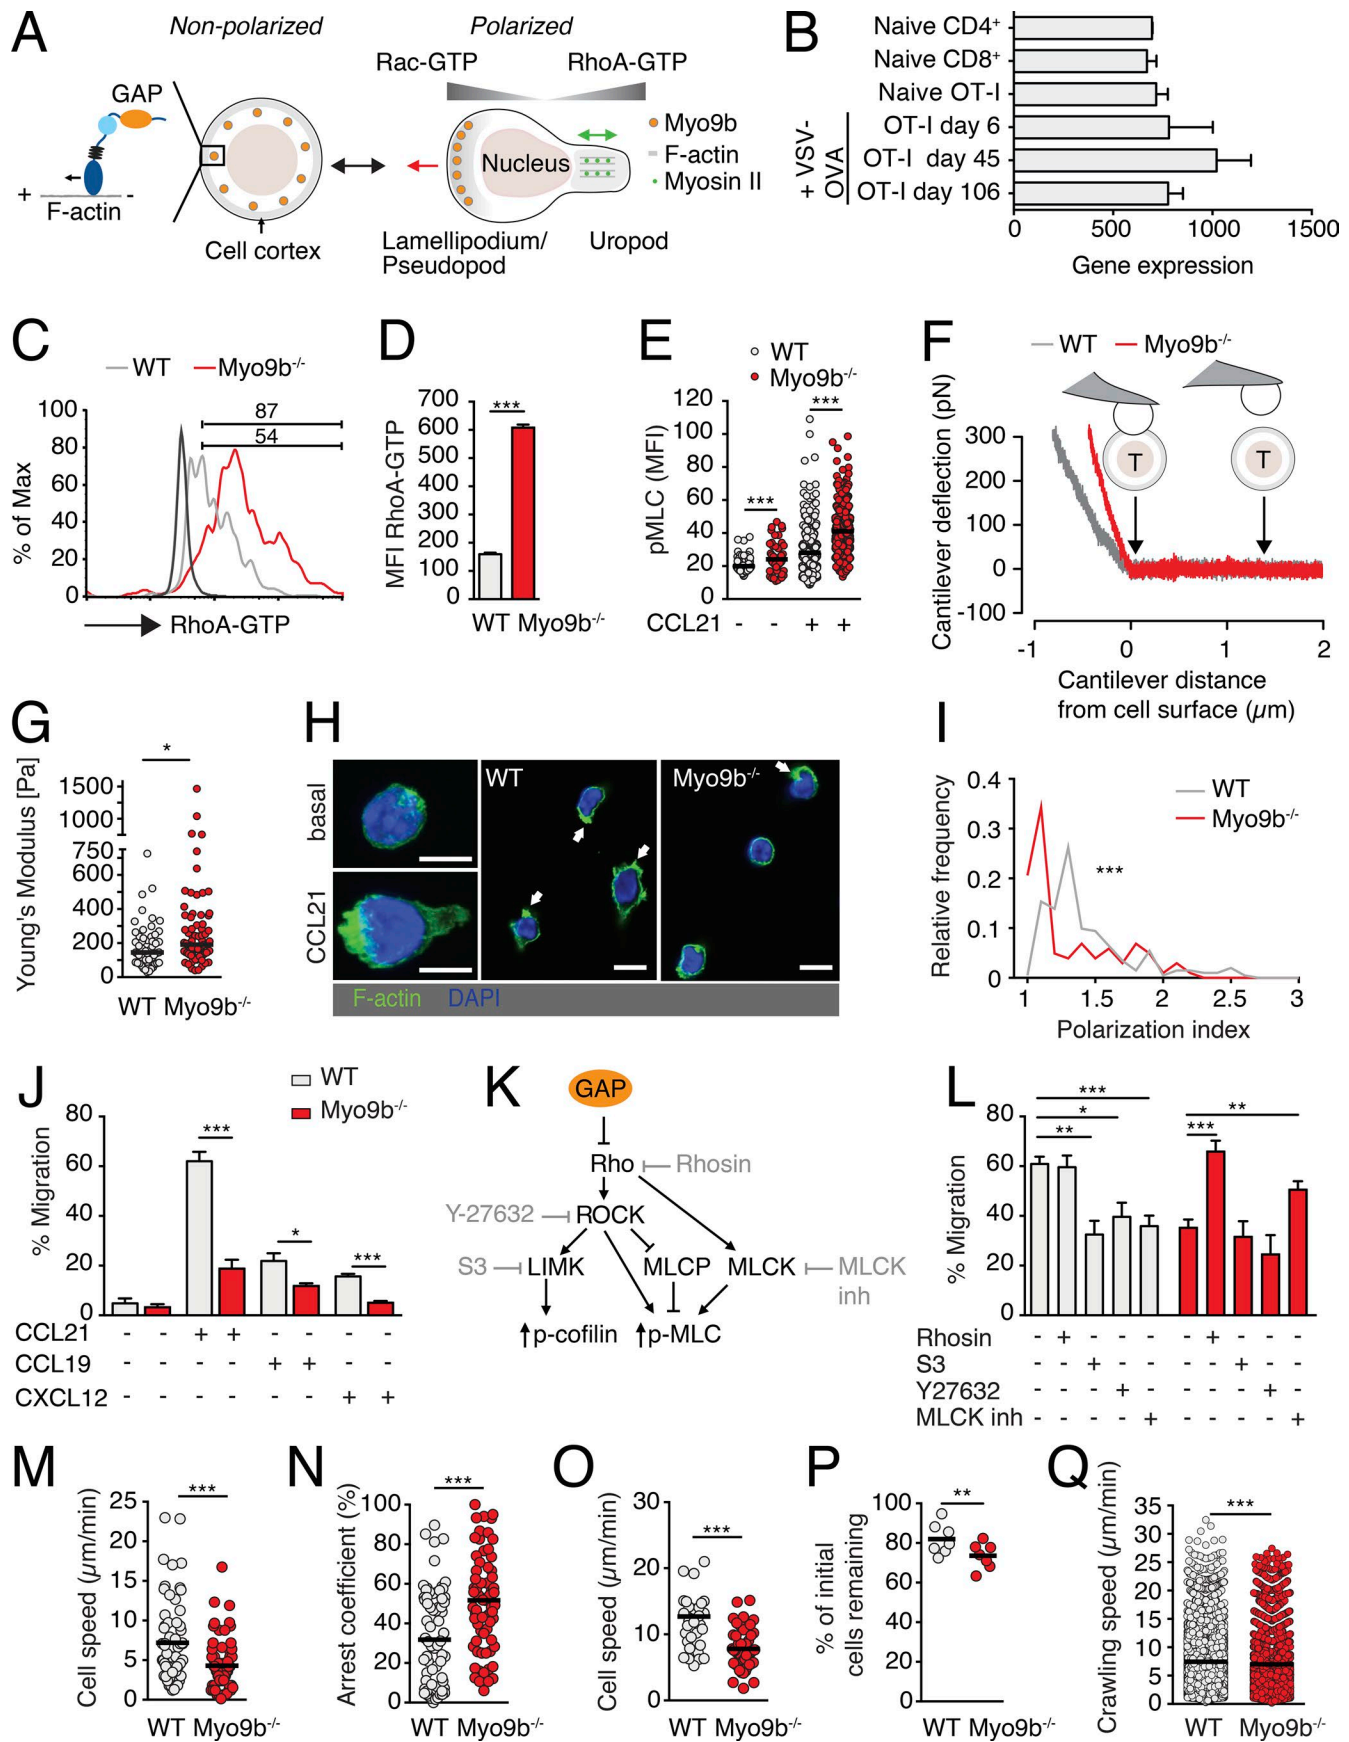 A
Non-polarized
Polarized
GAP
+
-
F-actin
Cell cortex
Rac-GTP
RhoA-GTP
Nucleus
Myo9b
F-actin
Myosin II
Lamellipodium/
Pseudopod
Uropod
B
Naive CD4+
Naive CD8+
Naive OT-I
OT-I day 6
OT-I day 45
OT-I day 106
+ VSV-
OVA
0 500 1000 1500
Gene expression
C
WT Myo9b-/-
87
54
100
80
60
40
20
0
% of Max
RhoA-GTP
D
MFI RhoA-GTP
700
600
500
400
300
200
100
0
***
WT Myo9b-/-
E
WT
Myo9b-/-
pMLC (MFI)
120
100
80
60
40
20
0
***
***
CCL21 - - + +
F
WT Myo9b-/-
Cantilever deflection (pN)
300
200
100
0
-100
T
T
-1 0 1 2
Cantilever distance
from cell surface (µm)
G
Young's Modulus [Pa]
*
1500
1000
750
600
400
200
0
WT Myo9b-/-
H
basal
CCL21
WT
Myo9b-/-
F-actin DAPI
I
Relative frequency
0.4
0.3
0.2
0.1
0
WT
Myo9b-/-
***
1 1.5 2 2.5 3
Polarization index
J
WT
Myo9b-/-
% Migration
80
60
40
20
0
***
*
***
CCL21 - - + +
CCL19 - - + +
CXCL12 - - + +
K
GAP
Rho
Rhosin
Y-27632
ROCK
S3
LIMK
MLCP
MLCK
MLCK
inh
p-cofilin
p-MLC
L
% Migration
80
60
40
20
0
***
*
**
**
***
Rhosin - + - - - - + - - -
S3 - - + - - - - + - -
Y27632 - - - + - - - - + -
MLCK inh - - - - + - - - - +
M
Cell speed (µm/min)
25
20
15
10
5
0
***
WT Myo9b-/-
N
Arrest coefficient (%)
100
80
60
40
20
0
***
WT Myo9b-/-
O
Cell speed (µm/min)
30
20
10
0
***
WT Myo9b-/-
P
% of initial
cells remaining
100
80
60
40
20
0
**
WT Myo9b-/-
Q
Crawling speed (µm/min)
35
30
25
20
15
10
5
0
***
WT Myo9b-/-